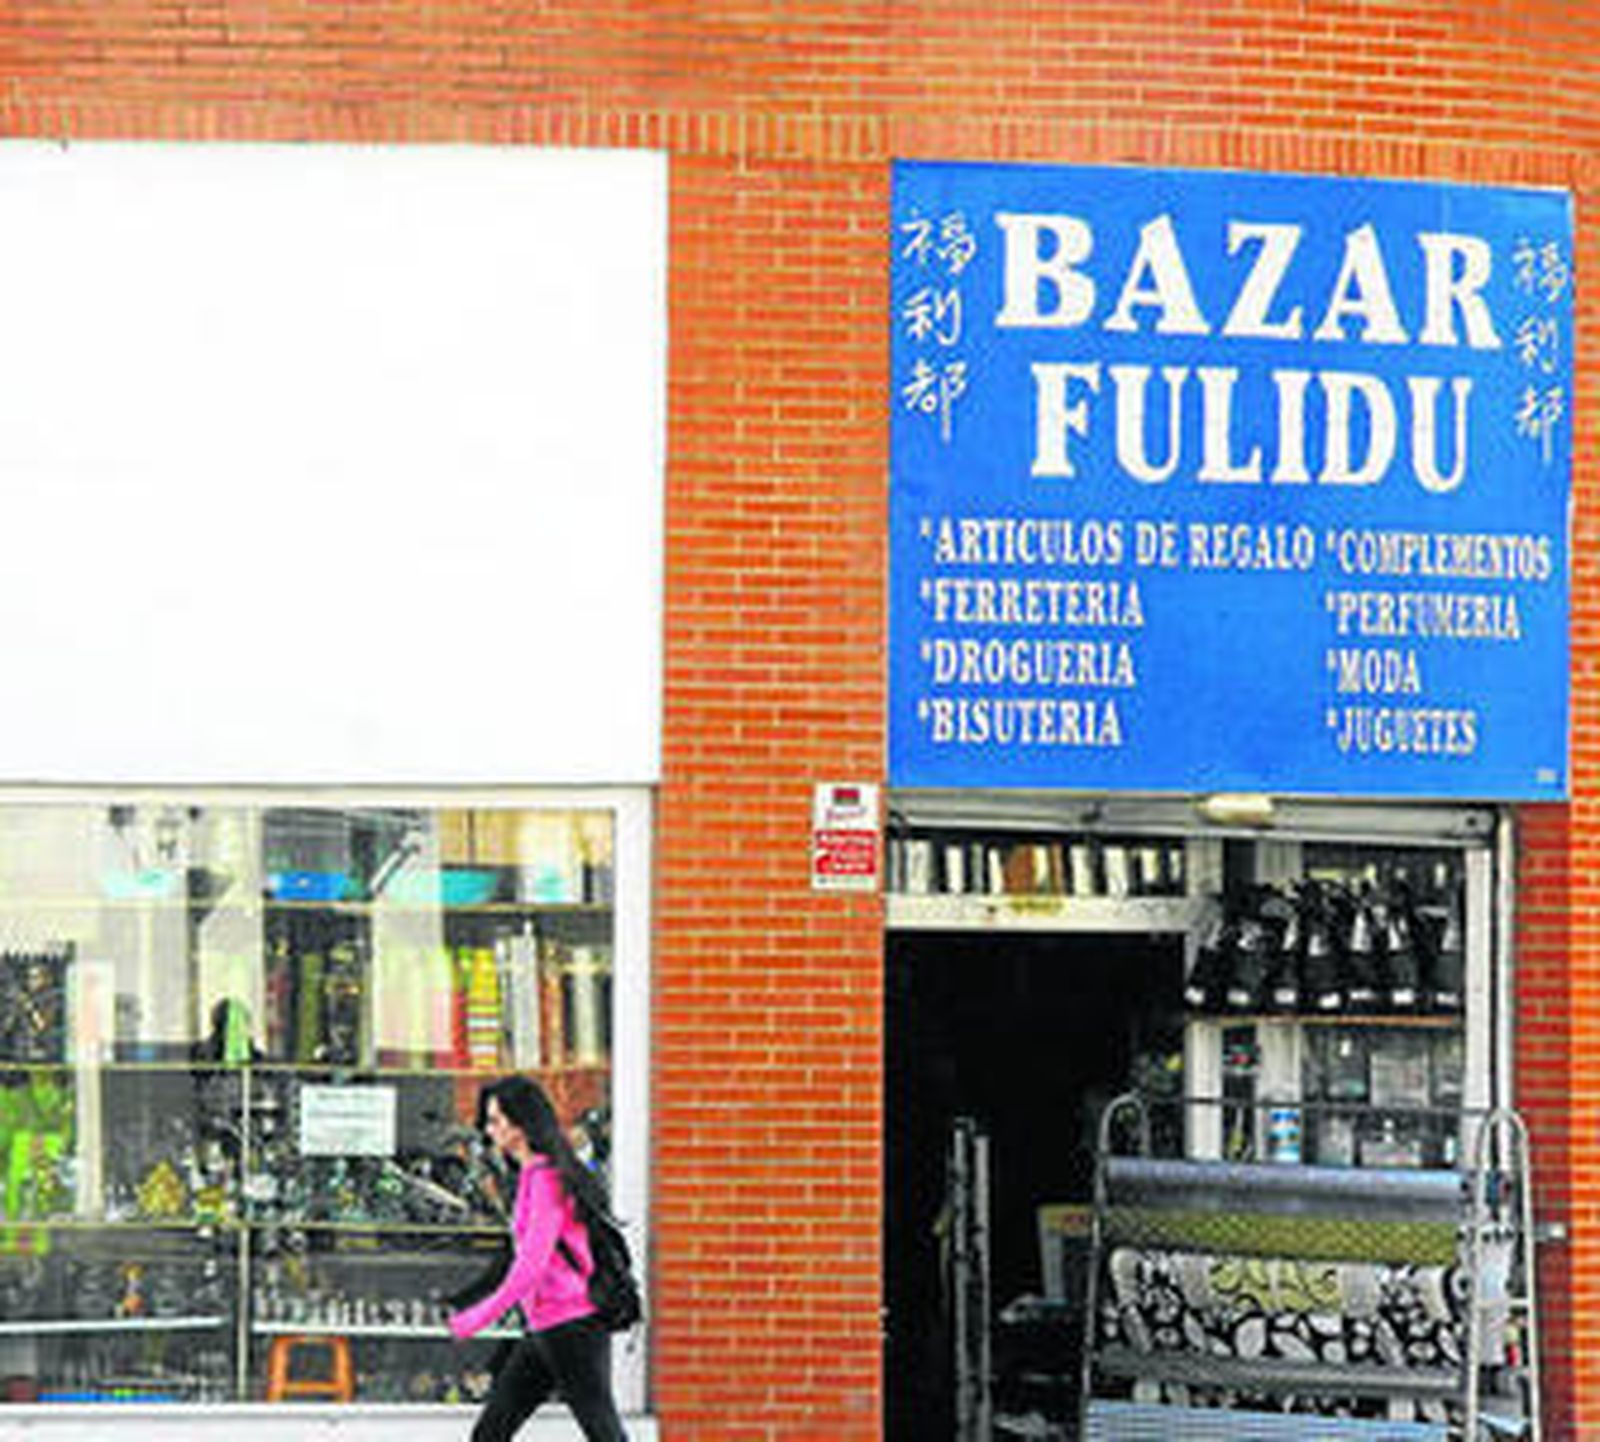 福利都
BAZAR
FULIDU
福利都
*ARTICULOS DE REGALO *COMPLEMENTOS
*FERRETERIA *PERFUMERIA
*DROGUERIA *MODA
*BISUTERIA *JUGUETES